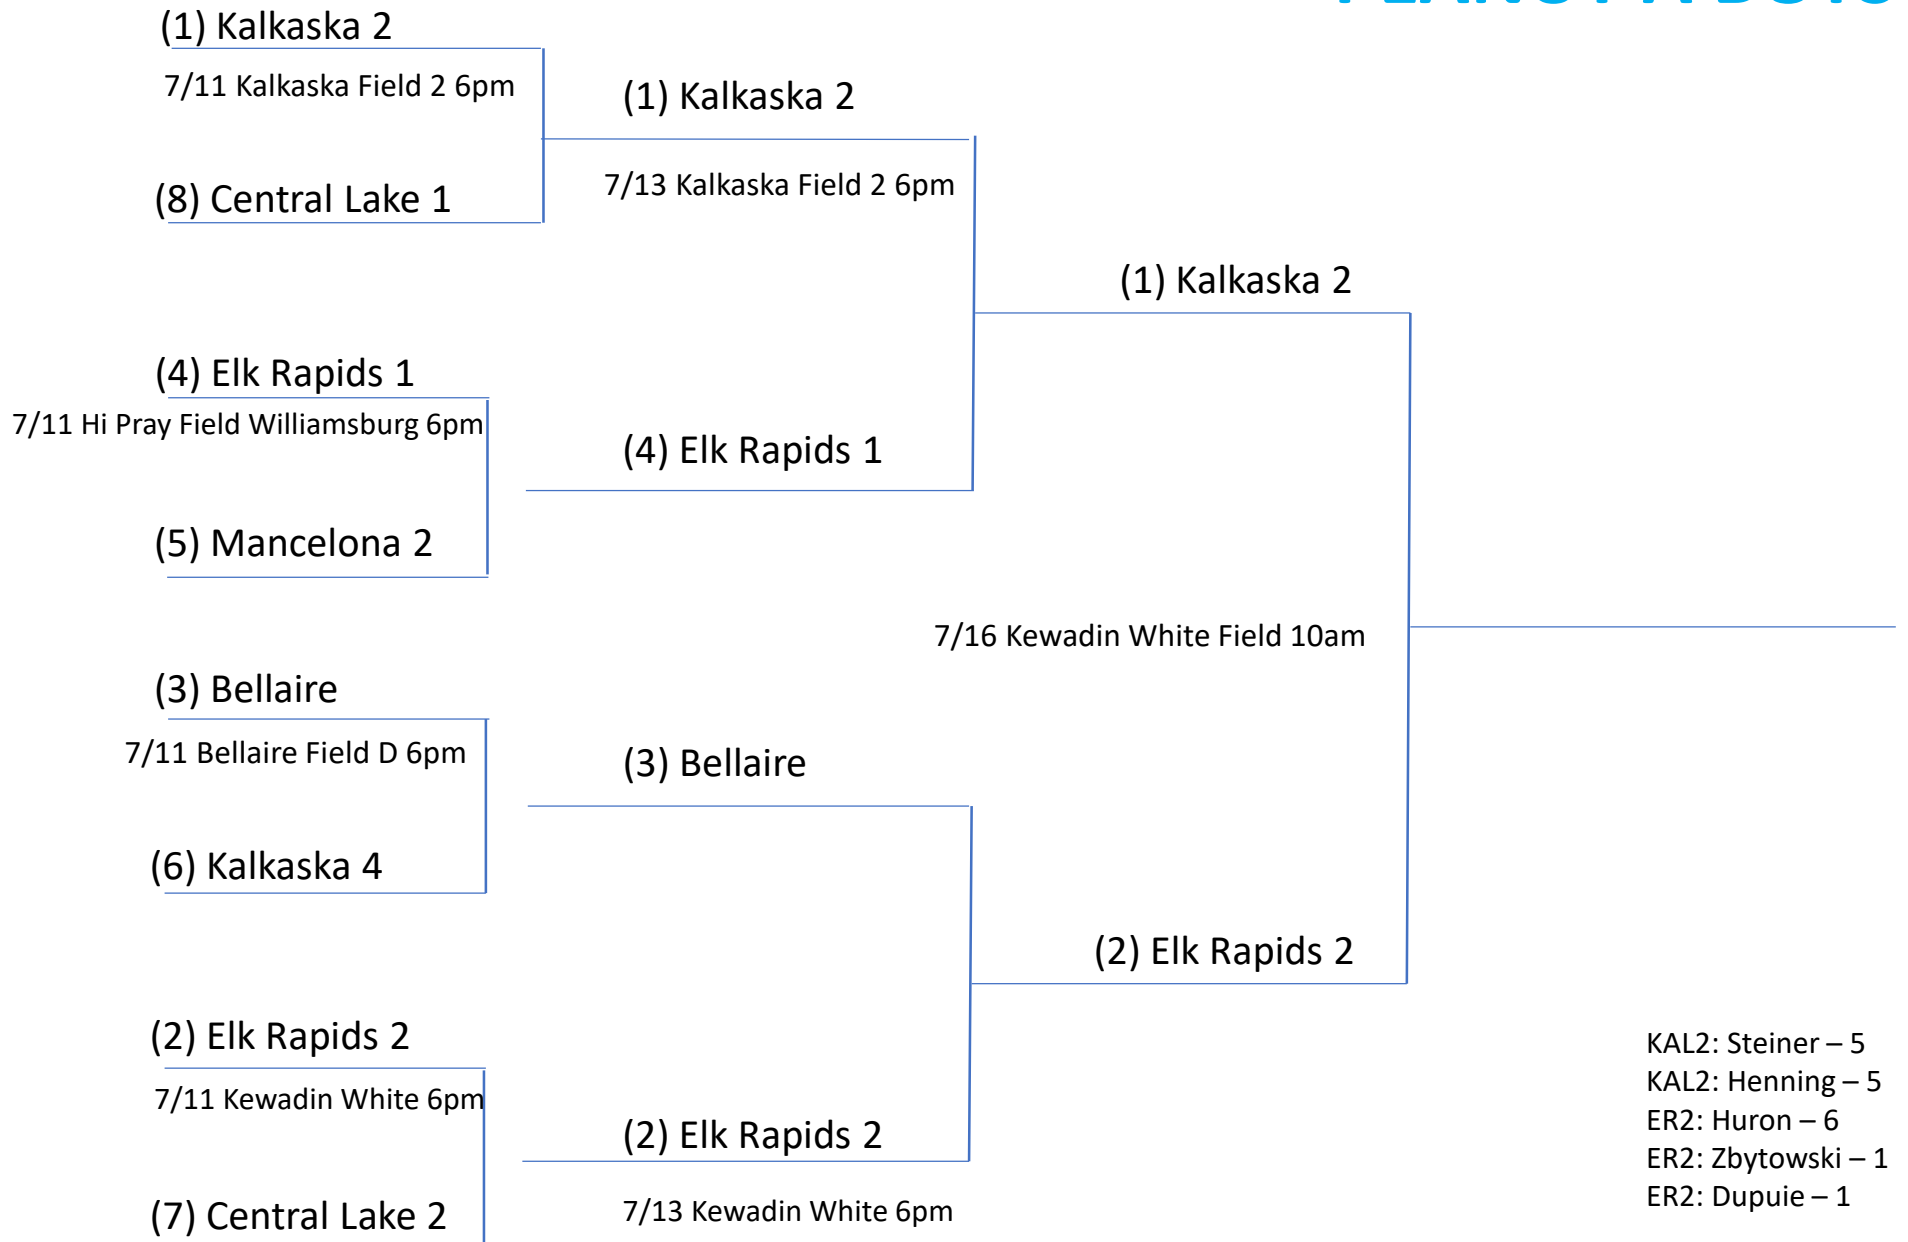 (1) Kalkaska 2
7/11 Kalkaska Field 2 6pm
(8) Central Lake 1
(4) Elk Rapids 1
7/11 Hi Pray Field Williamsburg 6pm
(5) Mancelona 2
(3) Bellaire
7/11 Bellaire Field D 6pm
(6) Kalkaska 4
(2) Elk Rapids 2
7/11 Kewadin White 6pm
(7) Central Lake 2
(1) Kalkaska 2
7/13 Kalkaska Field 2 6pm
(4) Elk Rapids 1
(3) Bellaire
(2) Elk Rapids 2
7/13 Kewadin White 6pm
(1) Kalkaska 2
7/16 Kewadin White Field 10am
(2) Elk Rapids 2
KAL2: Steiner – 5
KAL2: Henning – 5
ER2: Huron – 6
ER2: Zbytowski – 1
ER2: Dupuie – 1